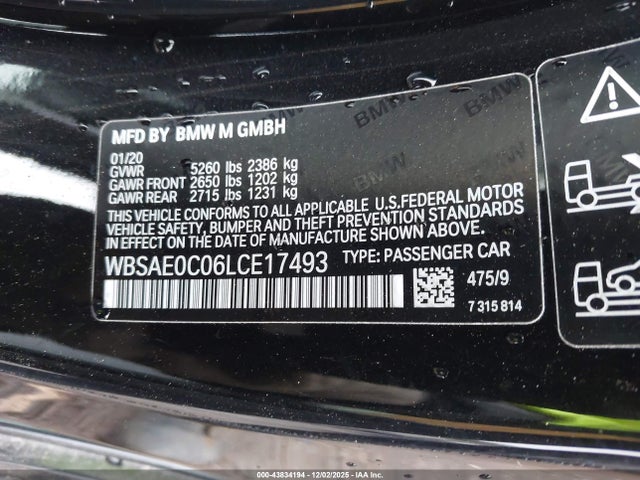 MFD BY BMW M GMBH
01/20
GVWR 5260 lbs 2386 kg
GAWR FRONT 2650 lbs 1202 kg
GAWR REAR 2715 lbs 1231 kg
THIS VEHICLE CONFORMS TO ALL APPLICABLE U.S.FEDERAL MOTOR
VEHICLE SAFETY, BUMPER, AND THEFT PREVENTION STANDARDS
IN EFFECT ON THE DATE OF MANUFACTURE SHOWN ABOVE.
WBSAE0C06LCE17493 TYPE: PASSENGER CAR
475/9
7 315 814
000-43834194 - 12/02/2025 - IAA Inc.